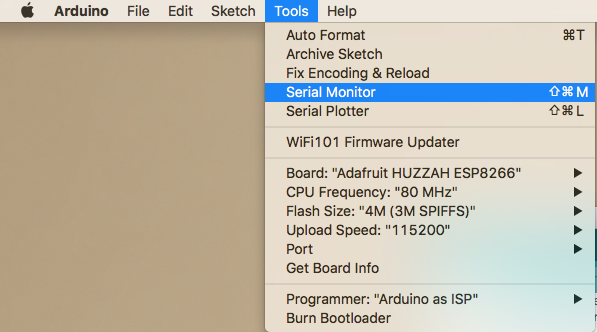 Arduino File Edit Sketch Tools Help
Auto Format ⌘T
Archive Sketch
Fix Encoding & Reload
Serial Monitor ⇧⌘M
Serial Plotter ⇧⌘L
WiFi101 Firmware Updater
Board: "Adafruit HUZZAH ESP8266"
CPU Frequency: "80 MHz"
Flash Size: "4M (3M SPIFFS)"
Upload Speed: "115200"
Port
Get Board Info
Programmer: "Arduino as ISP"
Burn Bootloader